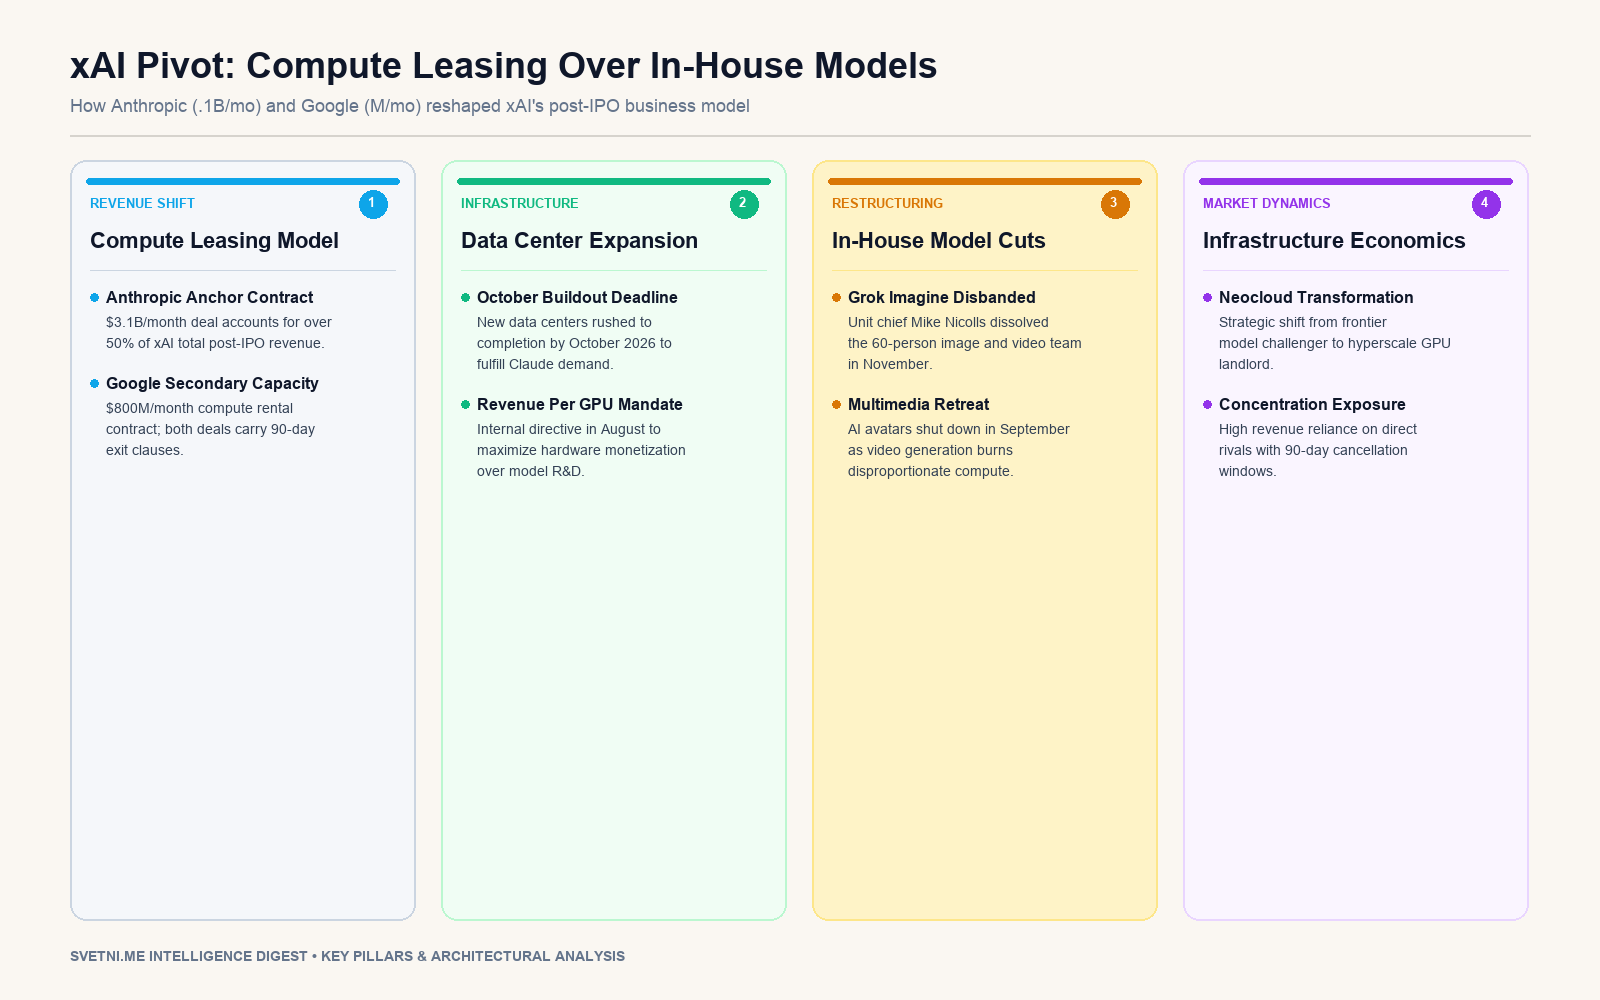 xAI Pivot: Compute Leasing Over In-House Models
How Anthropic (.1B/mo) and Google (M/mo) reshaped xAI's post-IPO business model
REVENUE SHIFT
1
Compute Leasing Model
Anthropic Anchor Contract
$3.1B/month deal accounts for over
50% of xAI total post-IPO revenue.
Google Secondary Capacity
$800M/month compute rental
contract; both deals carry 90-day
exit clauses.
INFRASTRUCTURE
2
Data Center Expansion
October Buildout Deadline
New data centers rushed to
completion by October 2026 to
fulfill Claude demand.
Revenue Per GPU Mandate
Internal directive in August to
maximize hardware monetization
over model R&D.
RESTRUCTURING
3
In-House Model Cuts
Grok Imagine Disbanded
Unit chief Mike Nicolls dissolved
the 60-person image and video team
in November.
Multimedia Retreat
AI avatars shut down in September
as video generation burns
disproportionate compute.
MARKET DYNAMICS
4
Infrastructure Economics
Neocloud Transformation
Strategic shift from frontier
model challenger to hyperscale GPU
landlord.
Concentration Exposure
High revenue reliance on direct
rivals with 90-day cancellation
windows.
SVETNI.ME INTELLIGENCE DIGEST • KEY PILLARS & ARCHITECTURAL ANALYSIS